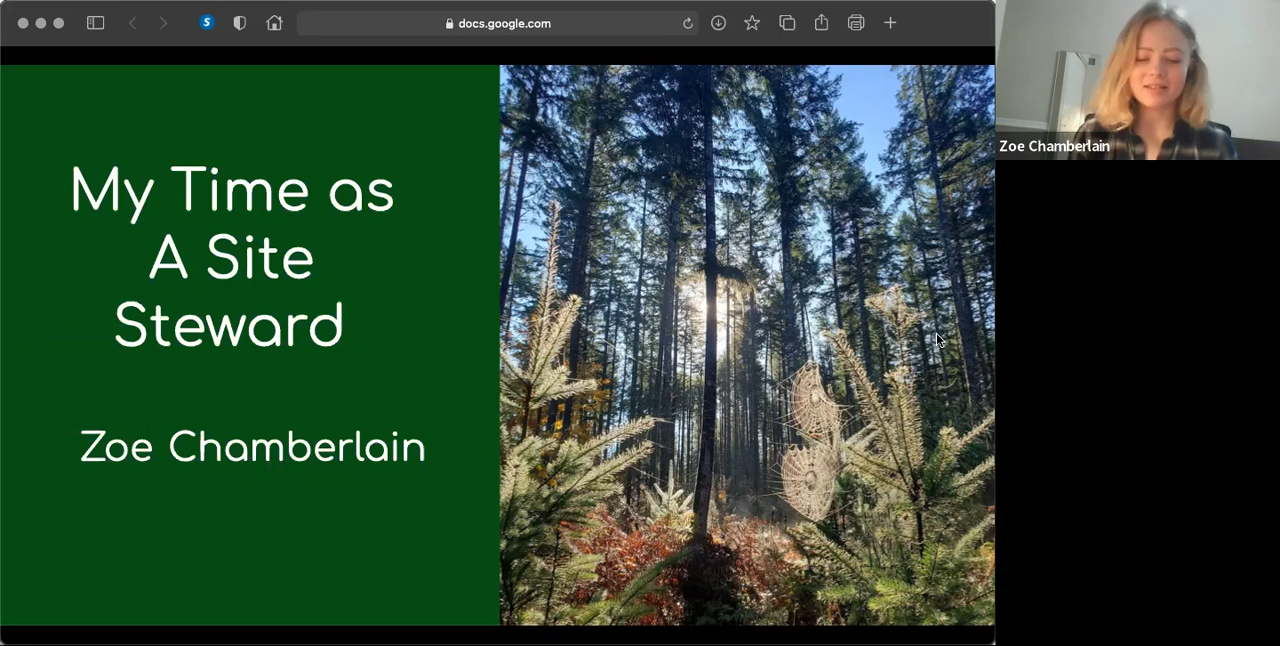 docs.google.com
My Time as
A Site
Steward
Zoe Chamberlain
Zoe Chamberlain